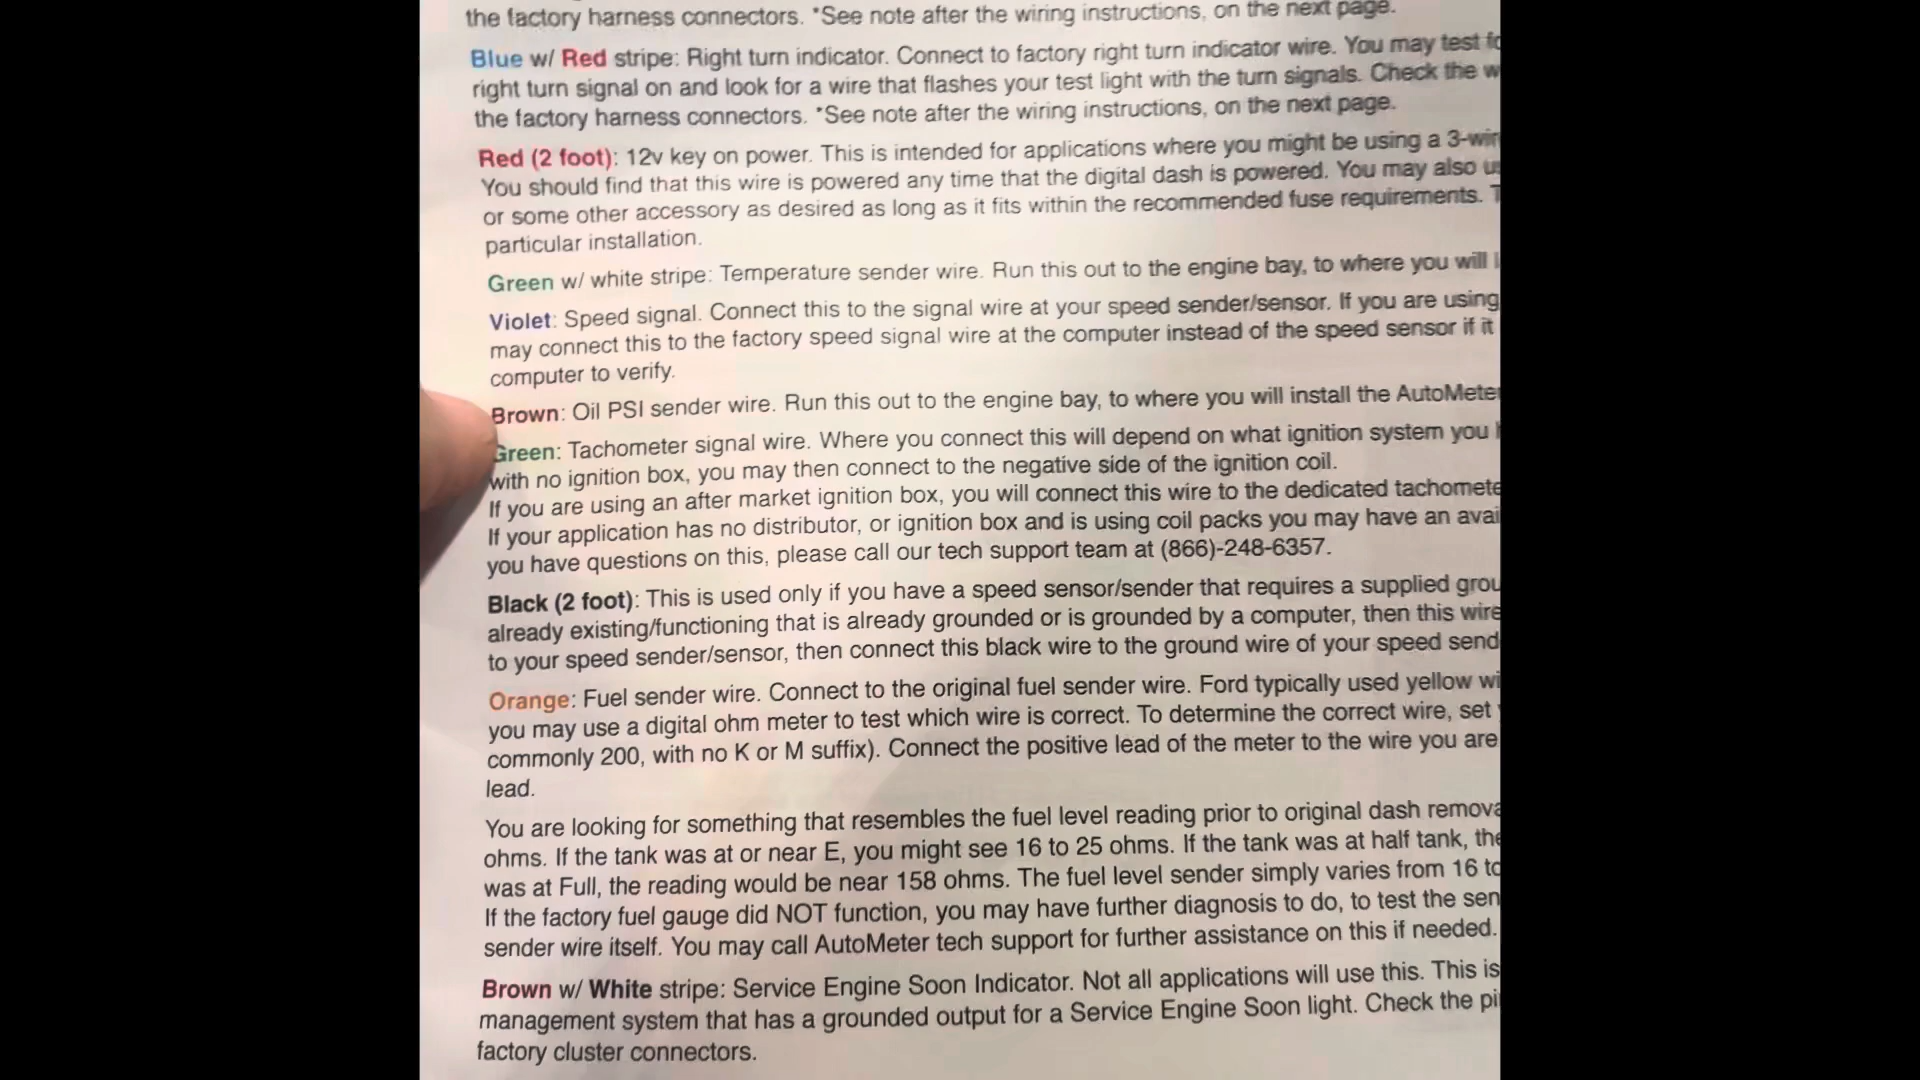 the factory harness connectors. *See note after the wiring instructions, on the next page.
Blue w/ Red stripe: Right turn indicator. Connect to factory right turn indicator wire. You may test
right turn signal on and look for a wire that flashes your test light with the turn signals. Check the
the factory harness connectors. *See note after the wiring instructions, on the next page.
Red (2 foot): 12v key on power. This is intended for applications where you might be using a
You should find that this wire is powered any time that the digital dash is powered. You may also
or some other accessory as desired as long as it fits within the recommended fuse requirements.
particular installation.
Green w/ white stripe: Temperature sender wire. Run this out to the engine bay, to where you will
Violet: Speed signal. Connect this to the signal wire at your speed sender/sensor. If you are using
may connect this to the factory speed signal wire at the computer instead of the speed sensor if it
computer to verify.
Brown: Oil PSI sender wire. Run this out to the engine bay, to where you will install the AutoMeter
Green: Tachometer signal wire. Where you connect this will depend on what ignition system you
with no ignition box, you may then connect to the negative side of the ignition coil.
If you are using an after market ignition box, you will connect this wire to the dedicated tachomete
If your application has no distributor, or ignition box and is using coil packs you may have an avai
you have questions on this, please call our tech support team at (866)-248-6357.
Black (2 foot): This is used only if you have a speed sensor/sender that requires a supplied grou
already existing/functioning that is already grounded or is grounded by a computer, then this wire
to your speed sender/sensor, then connect this black wire to the ground wire of your speed send
Orange: Fuel sender wire. Connect to the original fuel sender wire. Ford typically used yellow wi
you may use a digital ohm meter to test which wire is correct. To determine the correct wire, set
commonly 200, with no K or M suffix). Connect the positive lead of the meter to the wire you are
lead.
You are looking for something that resembles the fuel level reading prior to original dash remova
ohms. If the tank was at or near E, you might see 16 to 25 ohms. If the tank was at half tank, the
was at Full, the reading would be near 158 ohms. The fuel level sender simply varies from 16 to
If the factory fuel gauge did NOT function, you may have further diagnosis to do, to test the sen
sender wire itself. You may call AutoMeter tech support for further assistance on this if needed.
Brown w/ White stripe: Service Engine Soon Indicator. Not all applications will use this. This is
management system that has a grounded output for a Service Engine Soon light. Check the pi
factory cluster connectors.